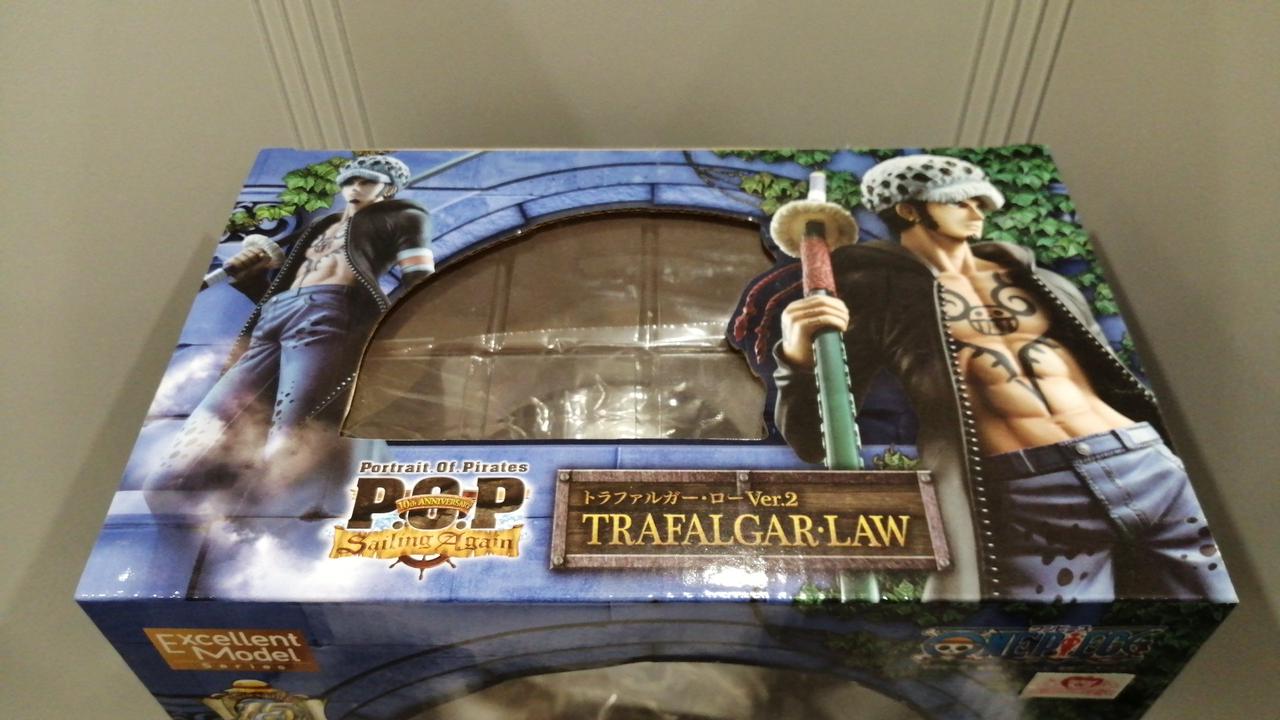 Portrait.Of.Pirates
P.O.P
10th ANNIVERSARY
Sailing Again
トラファルガー・ローVer.2
TRAFALGAR・LAW
Excellent
Model
Series
ONE PIECE